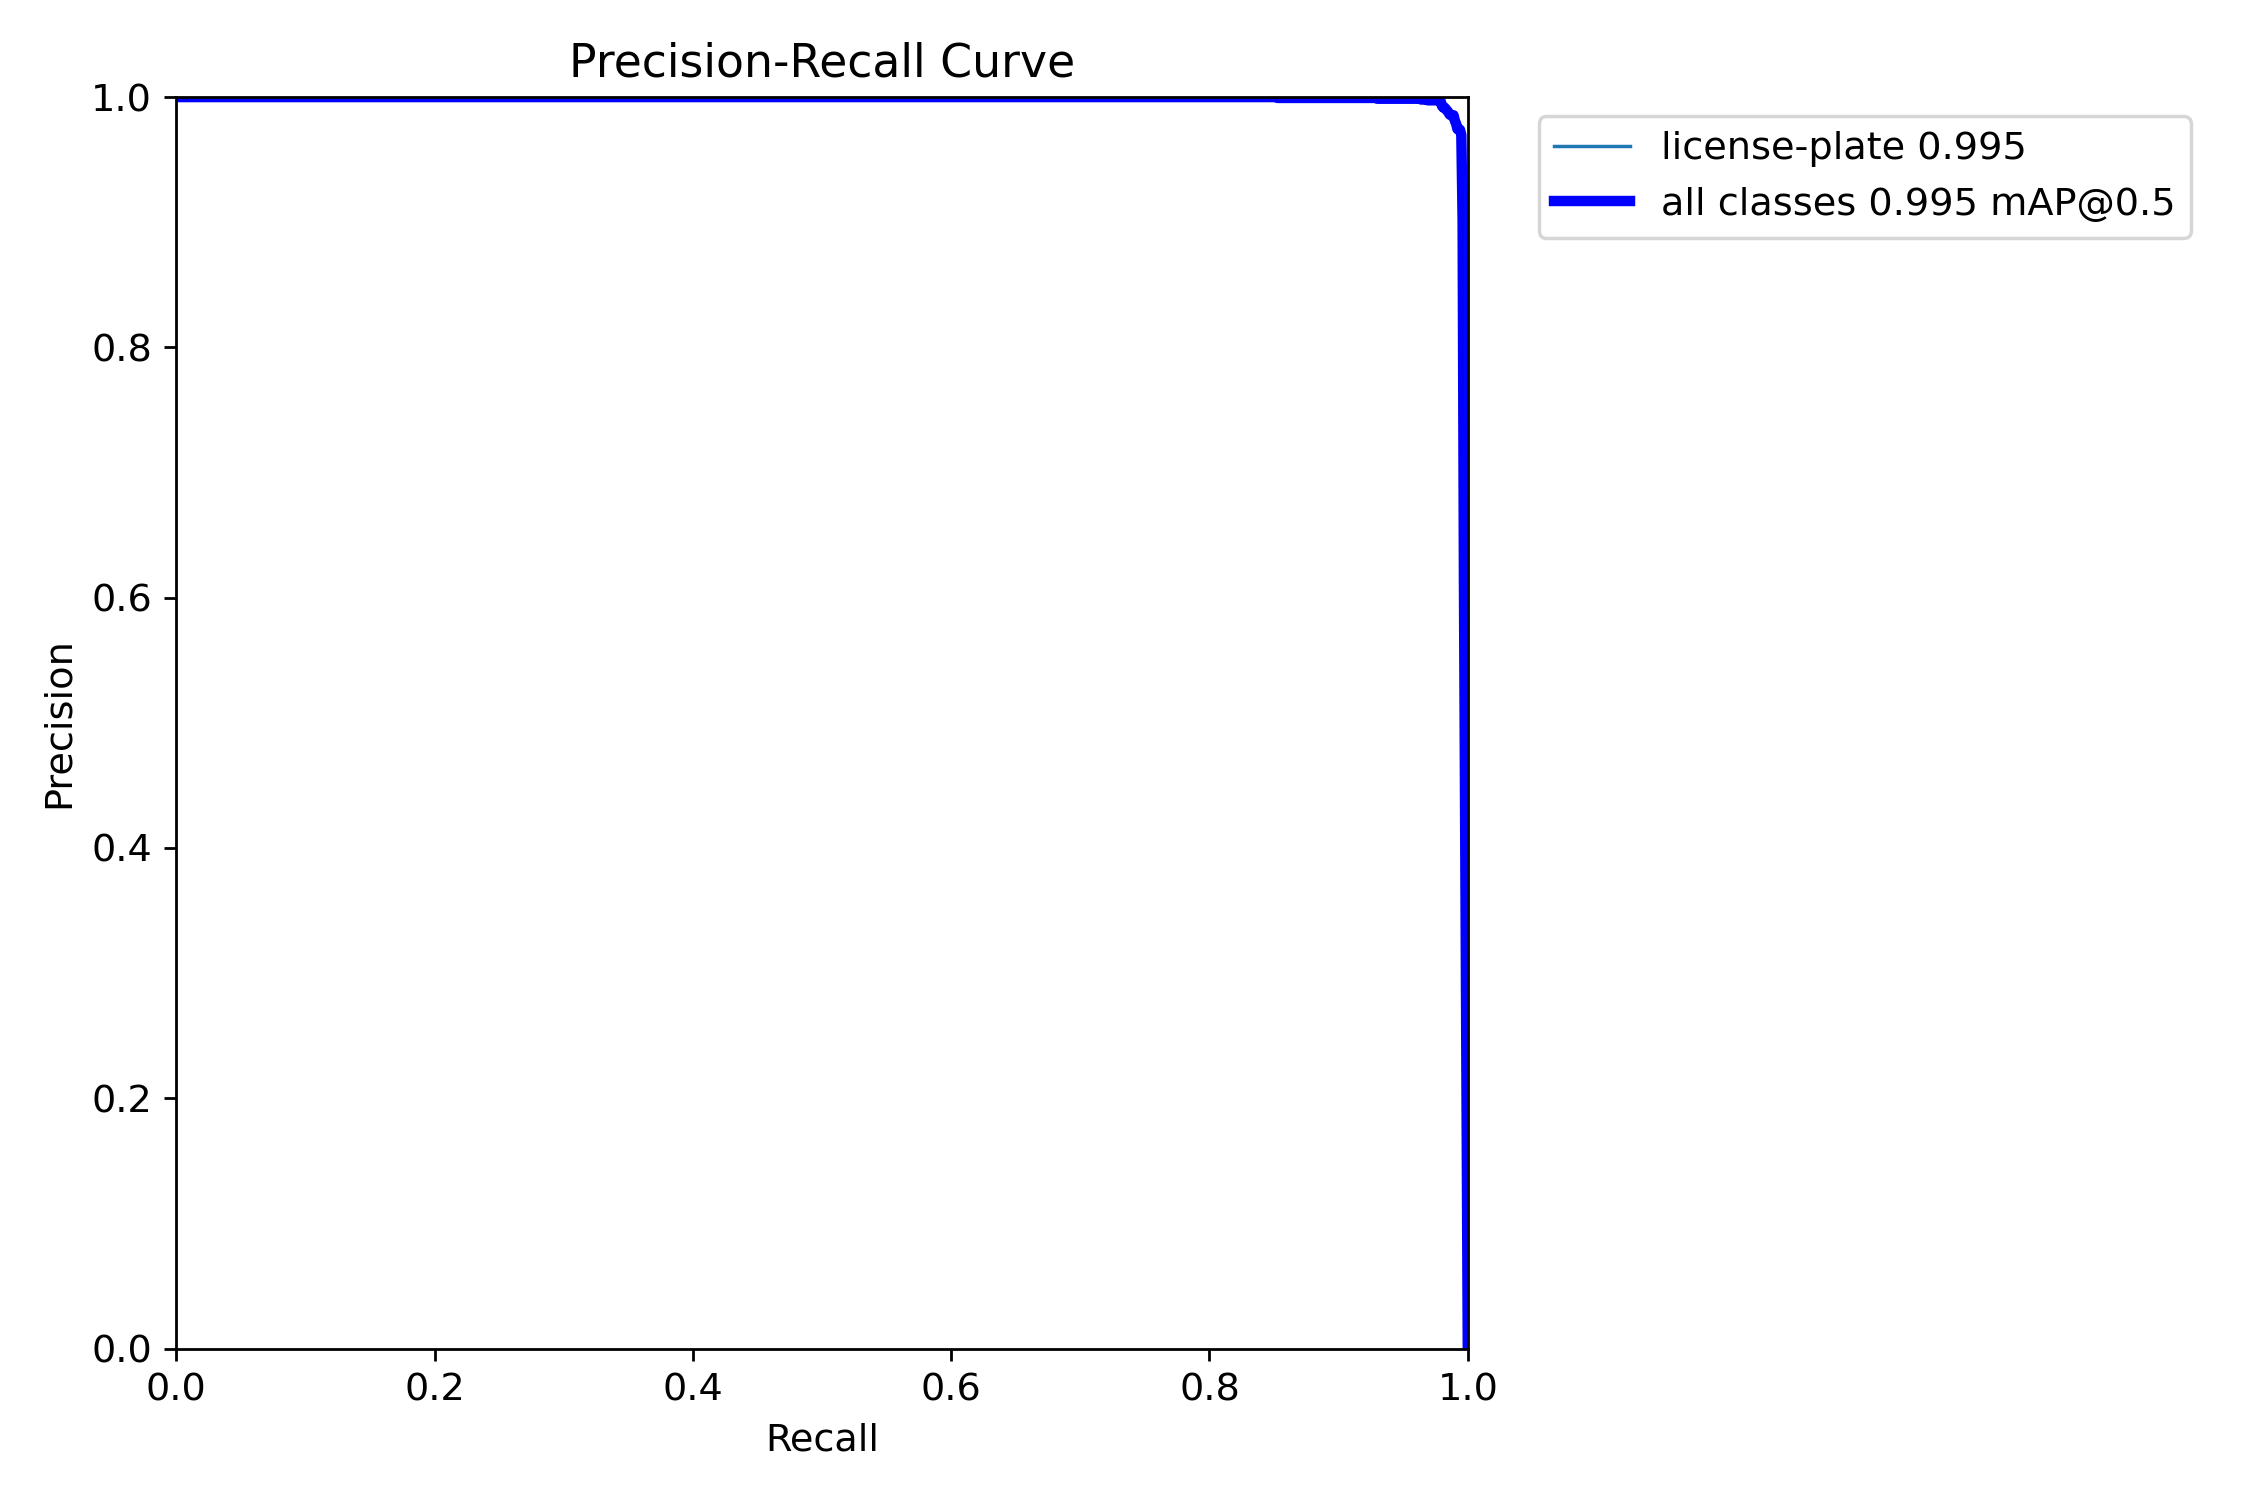 Precision-Recall Curve
license-plate 0.995
all classes 0.995 mAP@0.5
1.0
0.8
0.6
0.4
0.2
0.0
Precision
0.0 0.2 0.4 0.6 0.8 1.0
Recall